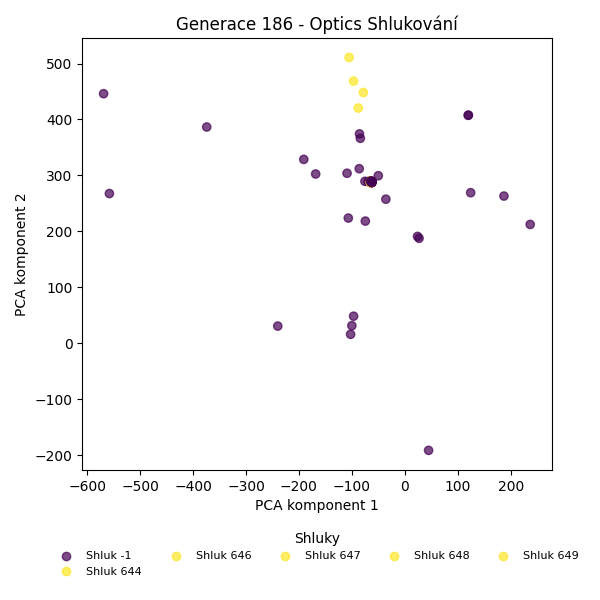 Generace 186 - Optics Shlukování
PCA komponent 2
500
400
300
200
100
0
−100
−200
−600 −500 −400 −300 −200 −100 0 100 200
PCA komponent 1
Shluky
Shluk -1 Shluk 646 Shluk 647 Shluk 648 Shluk 649
Shluk 644